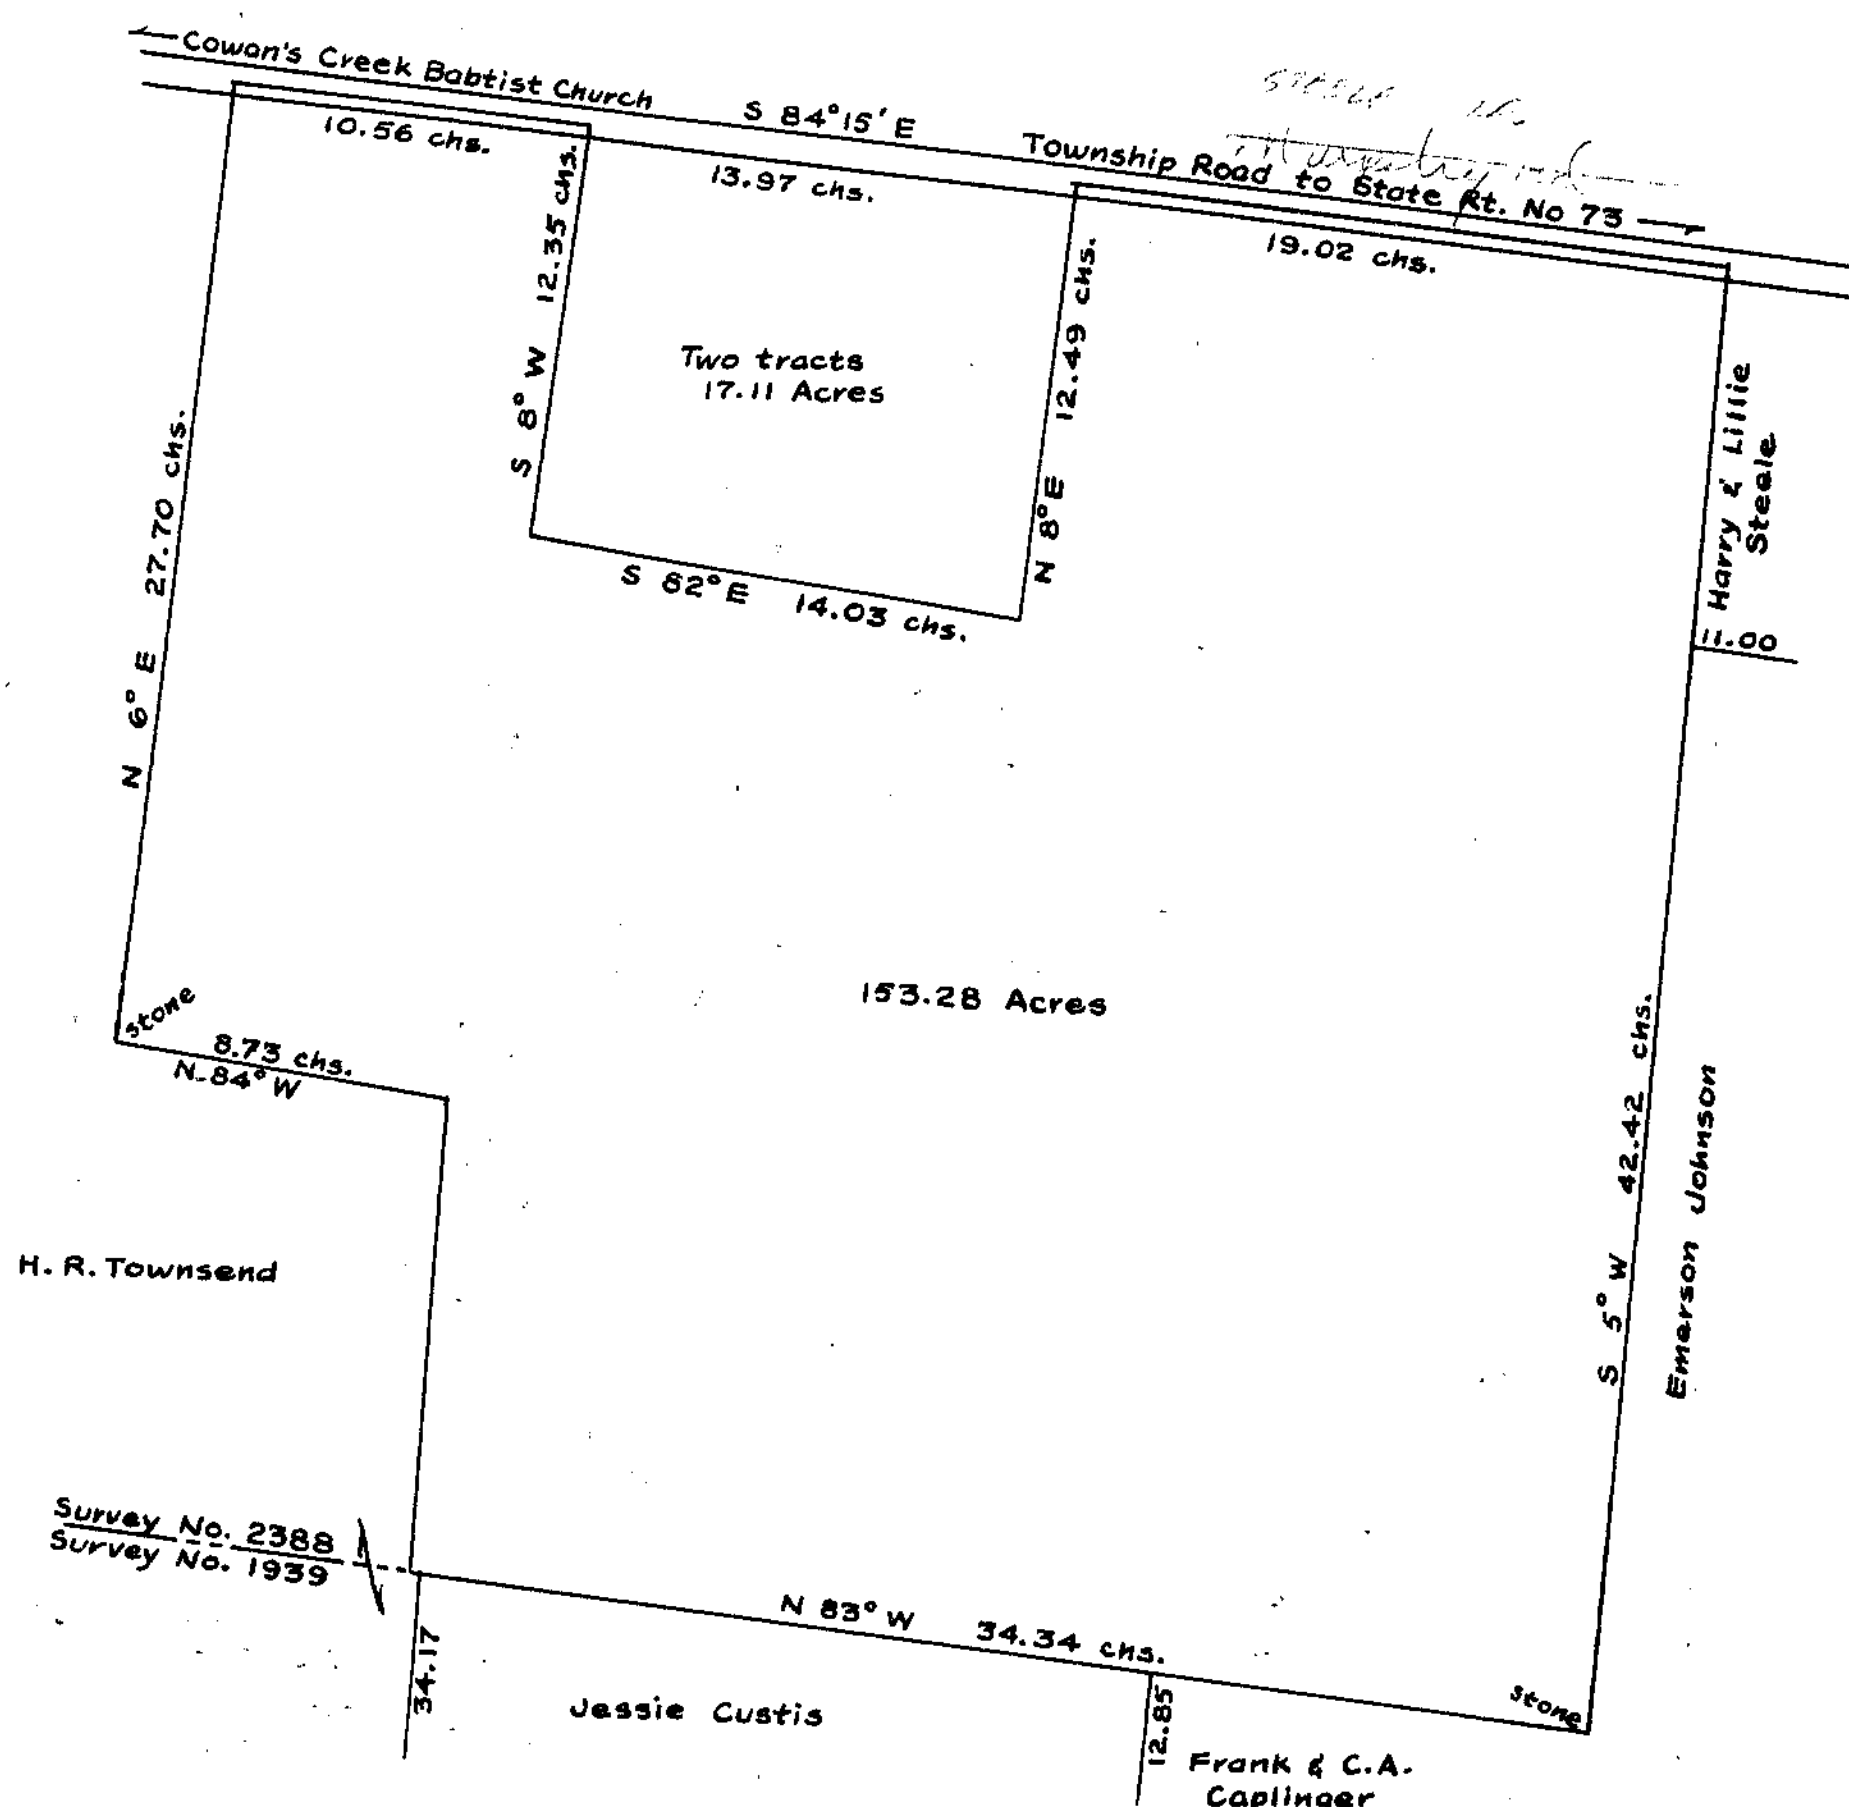 Cowan's Creek Babtist Church
S 84°15' E
Township Road to State Rt. No 73
10.56 chs.
13.97 chs.
19.02 chs.
S 8° W 12.35 chs.
Two tracts
17.11 Acres
N 8° E 12.49 chs.
S 82° E 14.03 chs.
Harry & Lillie
Steele
11.00
N 6° E 27.70 chs.
stone
8.73 chs.
N 84° W
153.28 Acres
S 5° W 42.42 chs.
Emerson Johnson
H. R. Townsend
Survey No. 2388
Survey No. 1939
N 83° W 34.34 chs.
stone
34.17
Jessie Custis
12.85
Frank & C.A.
Caplinger